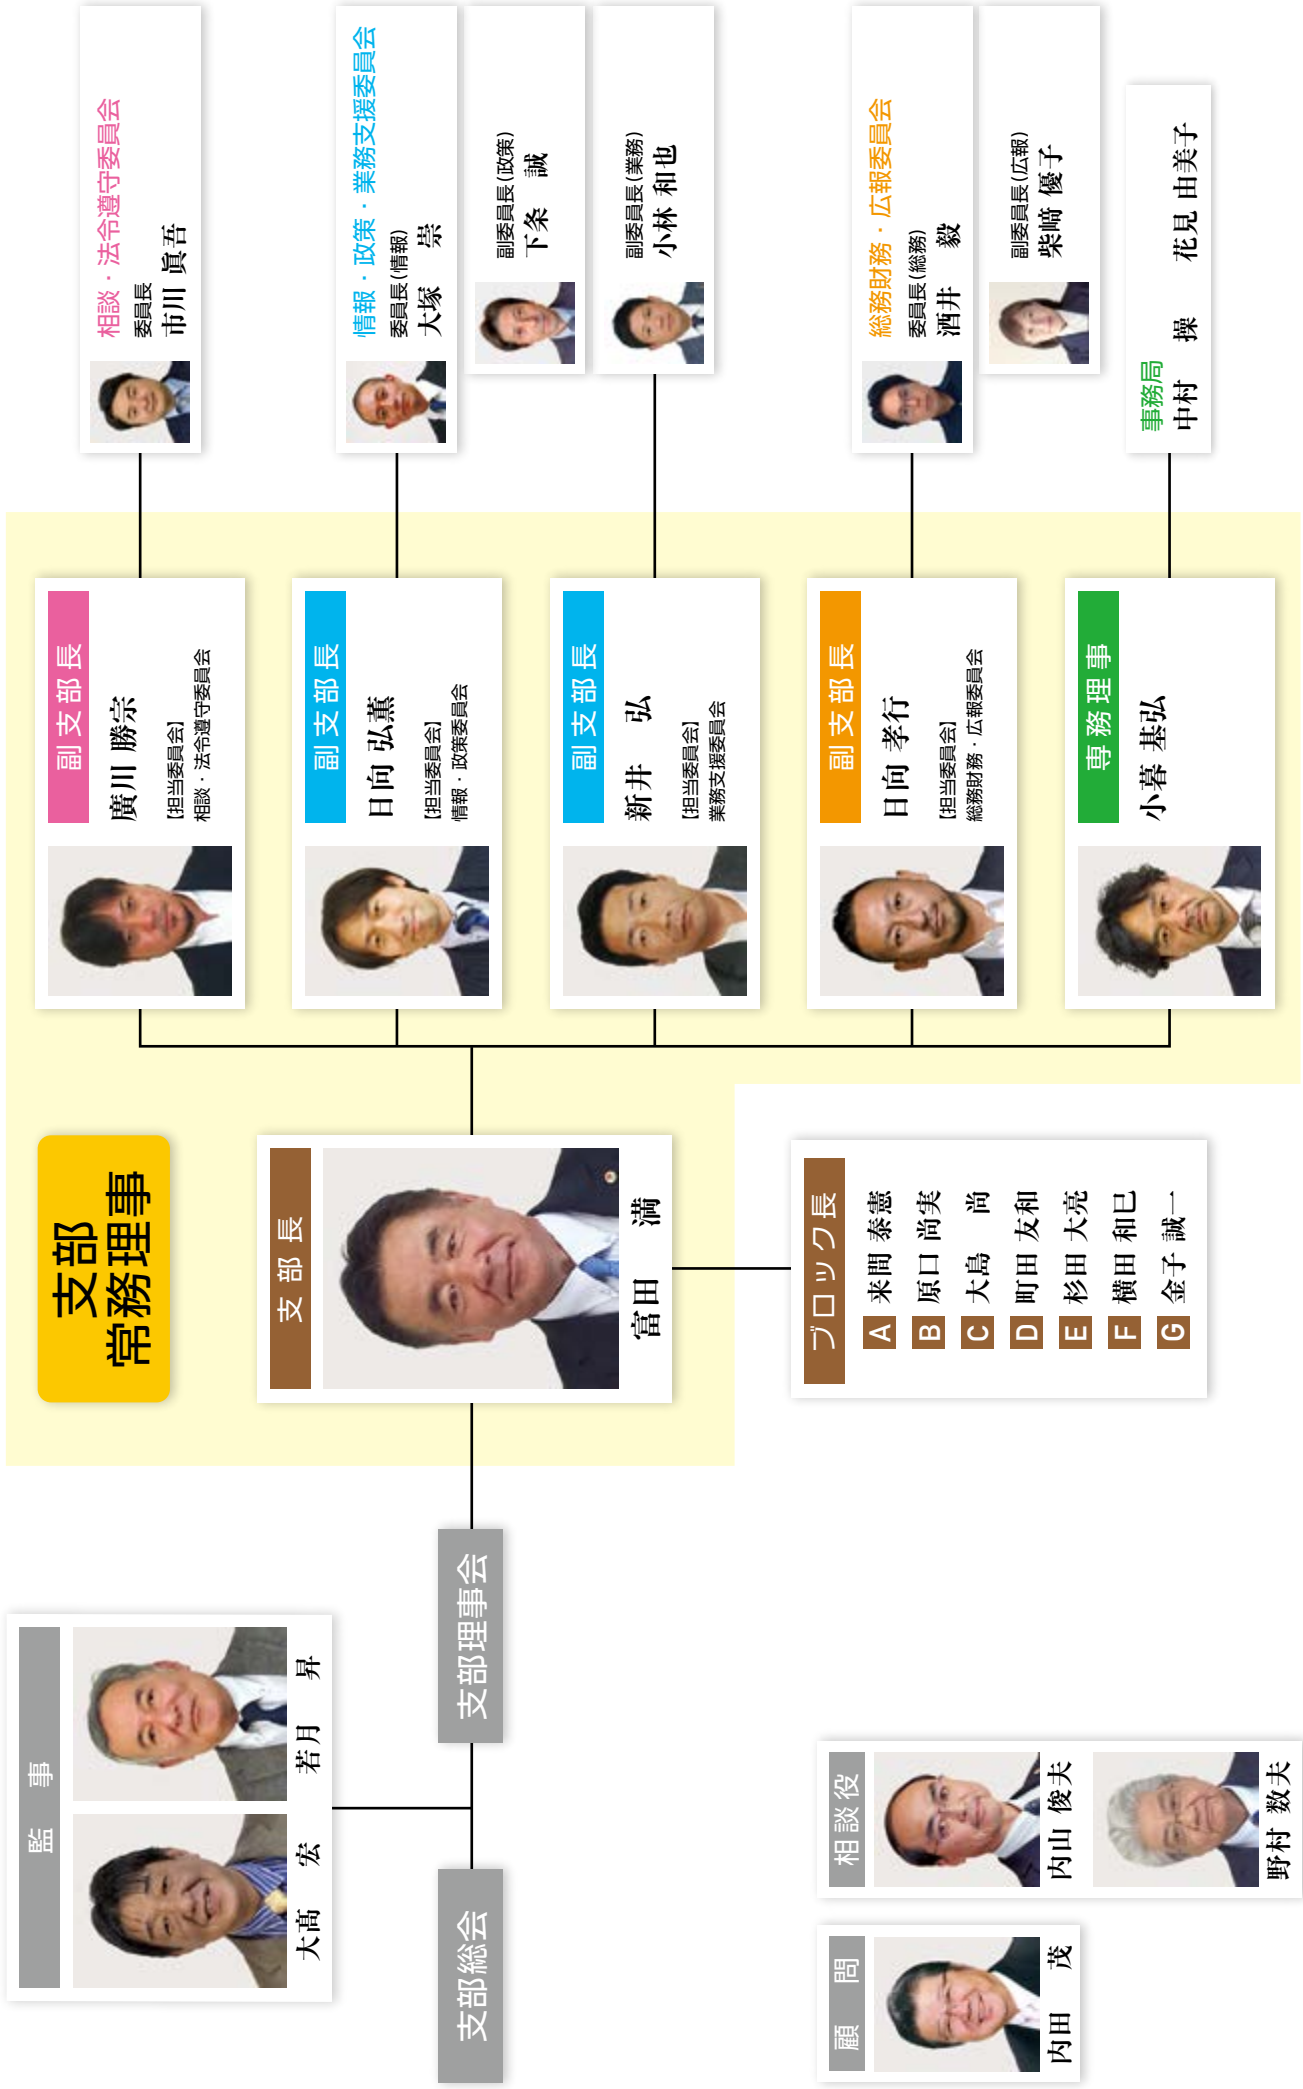 支部総会
監　事
大髙　宏
若月　昇
支部理事会
顧　問
内田　茂
相談役
内山 俊夫
野村 数夫
支部
常務理事
支部長
富田　満
ブロック長
A 来間 泰憲
B 原口 尚実
C 大島　尚
D 町田 友和
E 杉田 大亮
F 横田 和巳
G 金子 誠一
副支部長
廣川 勝宗
【担当委員会】
相談・法令遵守委員会
副支部長
日向 弘薫
【担当委員会】
情報・政策委員会
副支部長
新井　弘
【担当委員会】
業務支援委員会
副支部長
日向 孝行
【担当委員会】
総務財務・広報委員会
専務理事
小暮 基弘
相談・法令遵守委員会
委員長
市川 眞吾
情報・政策・業務支援委員会
委員長（情報）
大塚　崇
副委員長（政策）
下条　誠
副委員長（業務）
小林 和也
総務財務・広報委員会
委員長（総務）
酒井　毅
副委員長（広報）
柴﨑 優子
事務局
中村　操　　花見 由美子